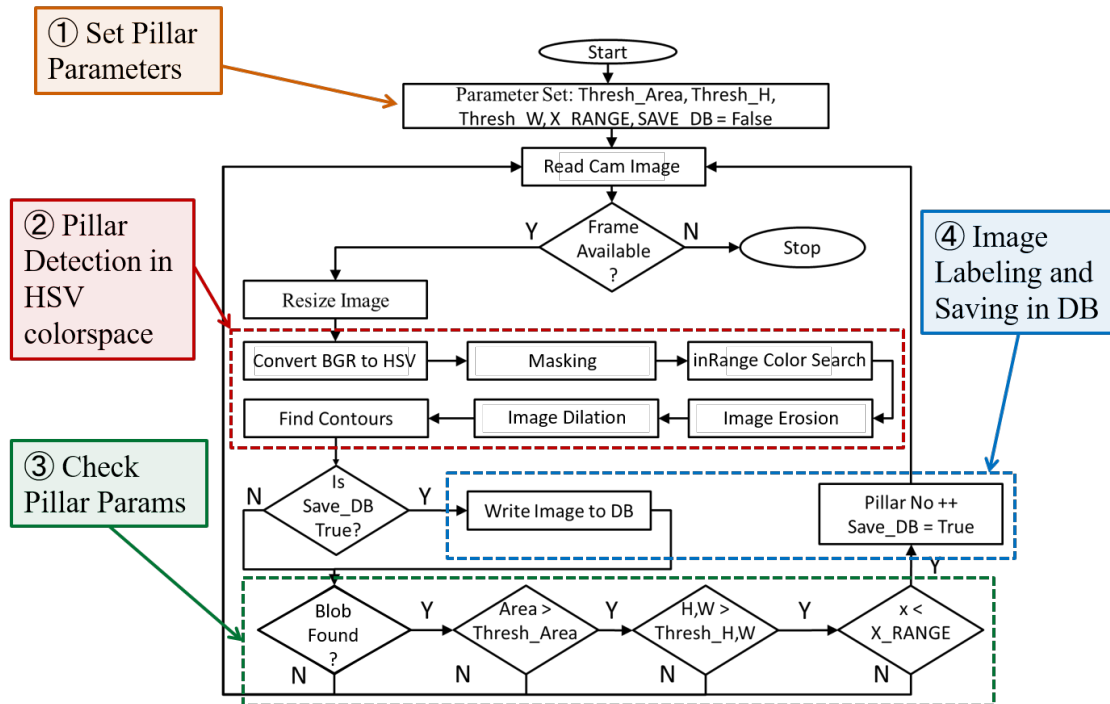 ① Set Pillar
Parameters
Start
Parameter Set: Thresh_Area, Thresh_H,
Thresh_W, X_RANGE, SAVE_DB = False
Read Cam Image
② Pillar
Detection in
HSV
colorspace
Y
Frame
Available
?
N
Stop
④ Image
Labeling and
Saving in DB
Resize Image
Convert BGR to HSV
Masking
inRange Color Search
Find Contours
Image Dilation
Image Erosion
③ Check
Pillar Params
N
Is
Save_DB
True?
Y
Write Image to DB
Pillar No ++
Save_DB = True
Y
Blob
Found
?
Y
Area >
Thresh_Area
Y
H,W >
Thresh_H,W
Y
x <
X_RANGE
N
N
N
N